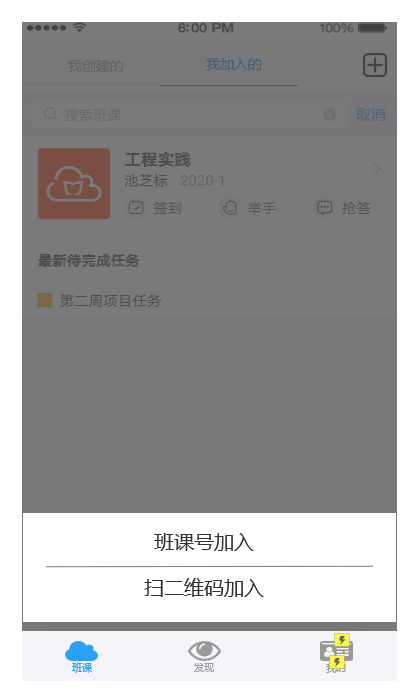 6:00 PM 100%
我创建的 我加入的
搜索班课 取消
工程实践
池芝标 2020-1
签到 举手 抢答
最新待完成任务
第二周项目任务
班课号加入
扫二维码加入
班课 发现 我的